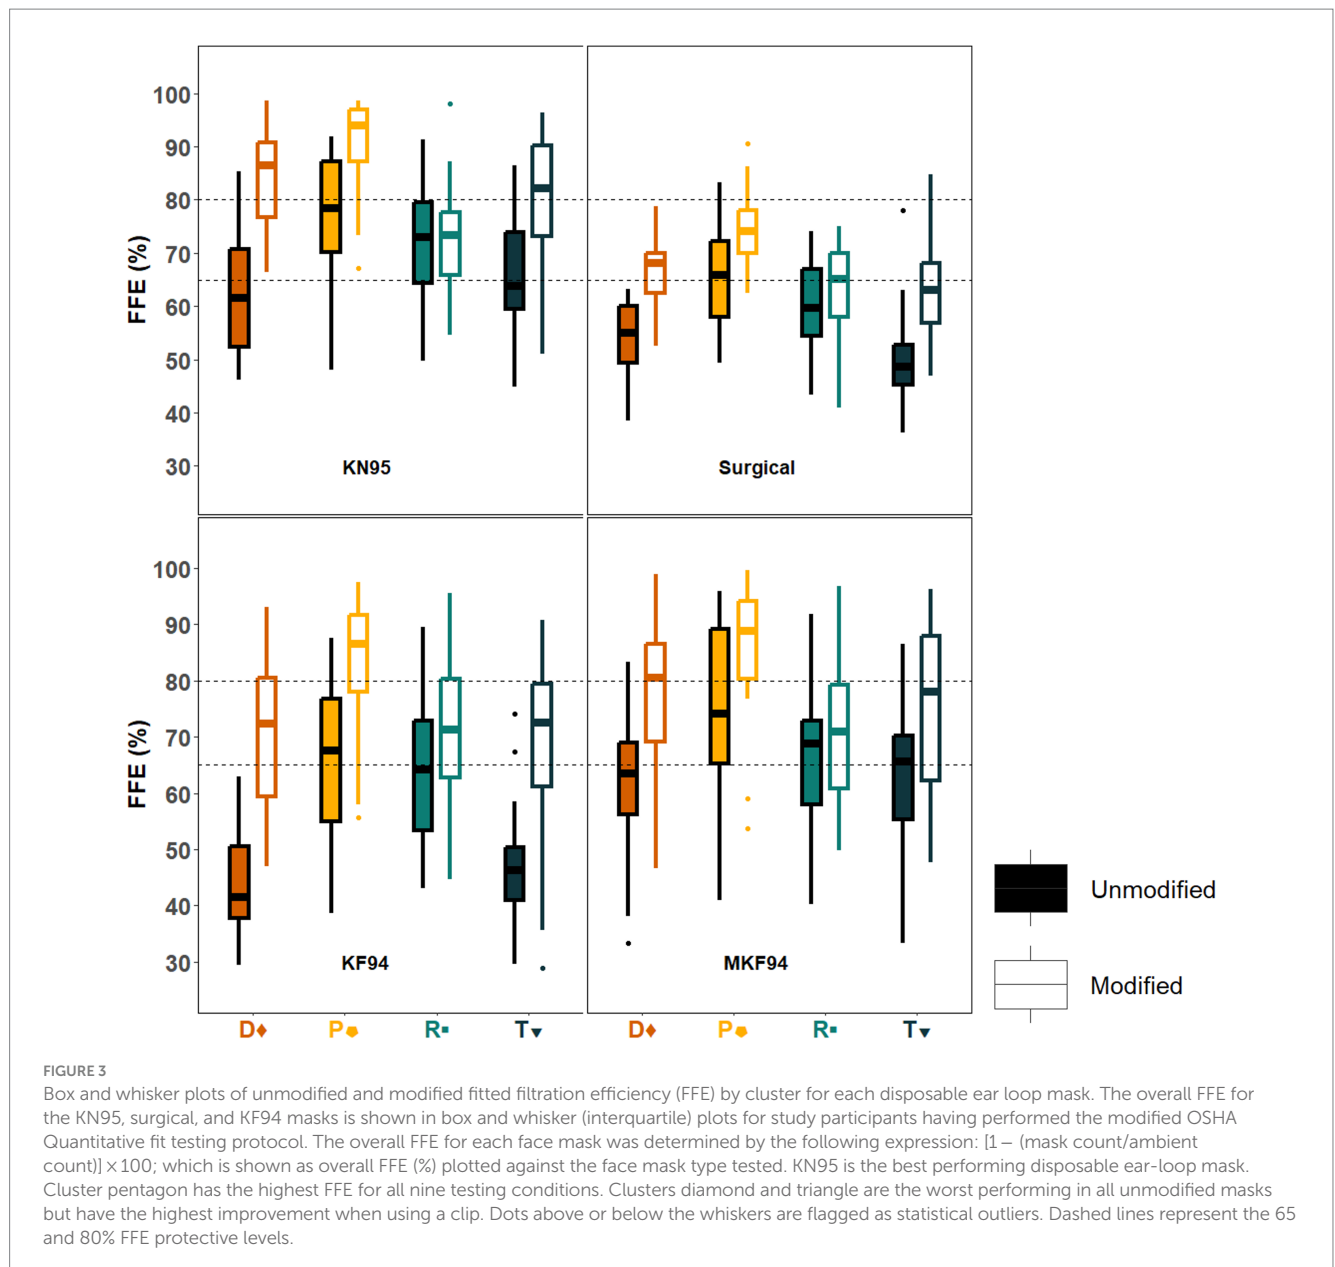 100
90
80
70
60
50
40
30
FFE (%)
KN95
Surgical
100
90
80
70
60
50
40
30
FFE (%)
KF94
MKF94
D♦ P⬟ R▪ T▼ D♦ P⬟ R▪ T▼
Unmodified
Modified
FIGURE 3
Box and whisker plots of unmodified and modified fitted filtration efficiency (FFE) by cluster for each disposable ear loop mask. The overall FFE for
the KN95, surgical, and KF94 masks is shown in box and whisker (interquartile) plots for study participants having performed the modified OSHA
Quantitative fit testing protocol. The overall FFE for each face mask was determined by the following expression: [1 − (mask count/ambient
count)] × 100; which is shown as overall FFE (%) plotted against the face mask type tested. KN95 is the best performing disposable ear-loop mask.
Cluster pentagon has the highest FFE for all nine testing conditions. Clusters diamond and triangle are the worst performing in all unmodified masks
but have the highest improvement when using a clip. Dots above or below the whiskers are flagged as statistical outliers. Dashed lines represent the 65
and 80% FFE protective levels.